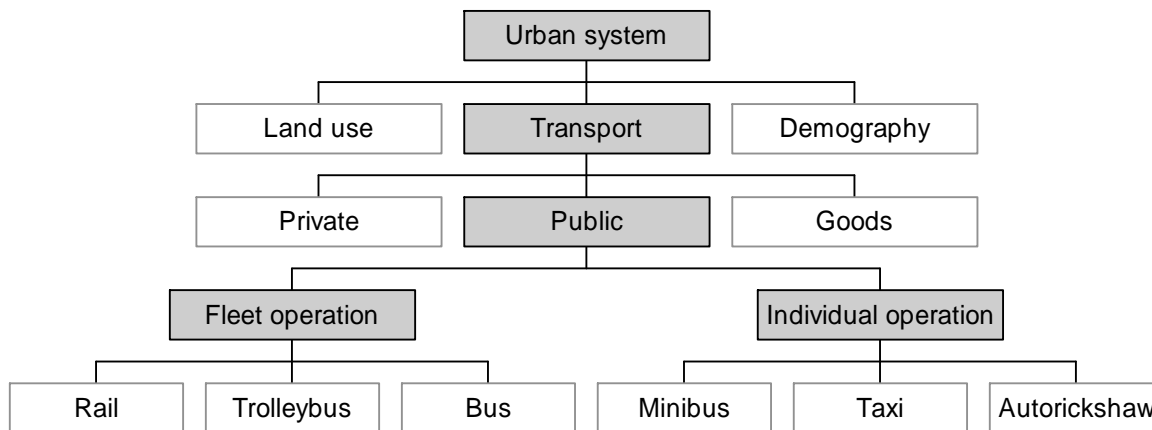 Urban system
Land use
Transport
Demography
Private
Public
Goods
Fleet operation
Individual operation
Rail
Trolleybus
Bus
Minibus
Taxi
Autorickshaw